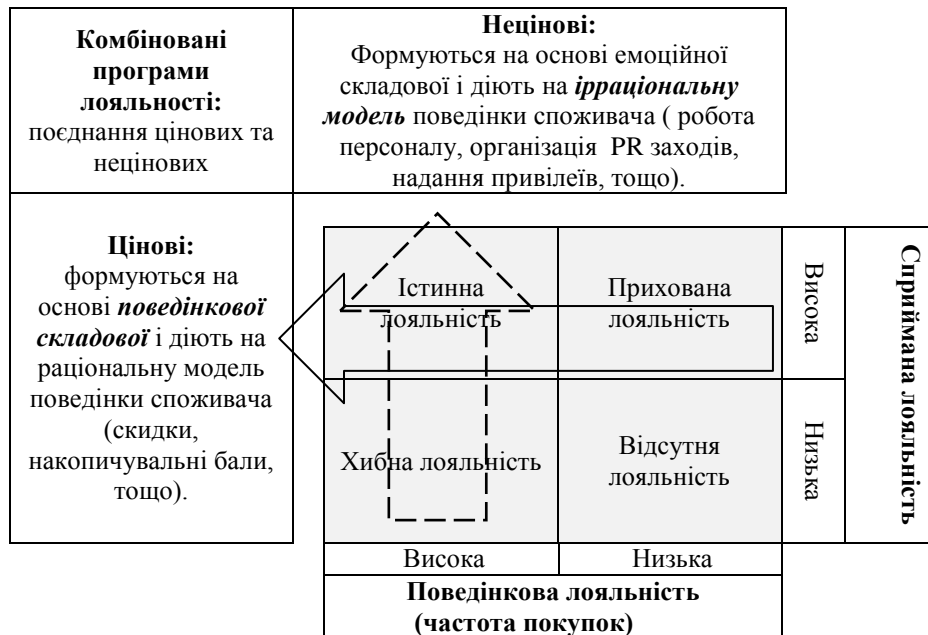 Комбіновані
програми
лояльності:
поєднання цінових та
нецінових
Нецінові:
Формуються на основі емоційної
складової і діють на ірраціональну
модель поведінки споживача ( робота
персоналу, організація PR заходів,
надання привілеїв, тощо).
Цінові:
формуються на
основі поведінкової
складової і діють на
раціональну модель
поведінки споживача
(скидки,
накопичувальні бали,
тощо).
Істинна
лояльність
Прихована
лояльність
Висока
Хибна лояльність
Відсутня
лояльність
Низька
Сприймана лояльність
Висока
Низька
Поведінкова лояльність
(частота покупок)